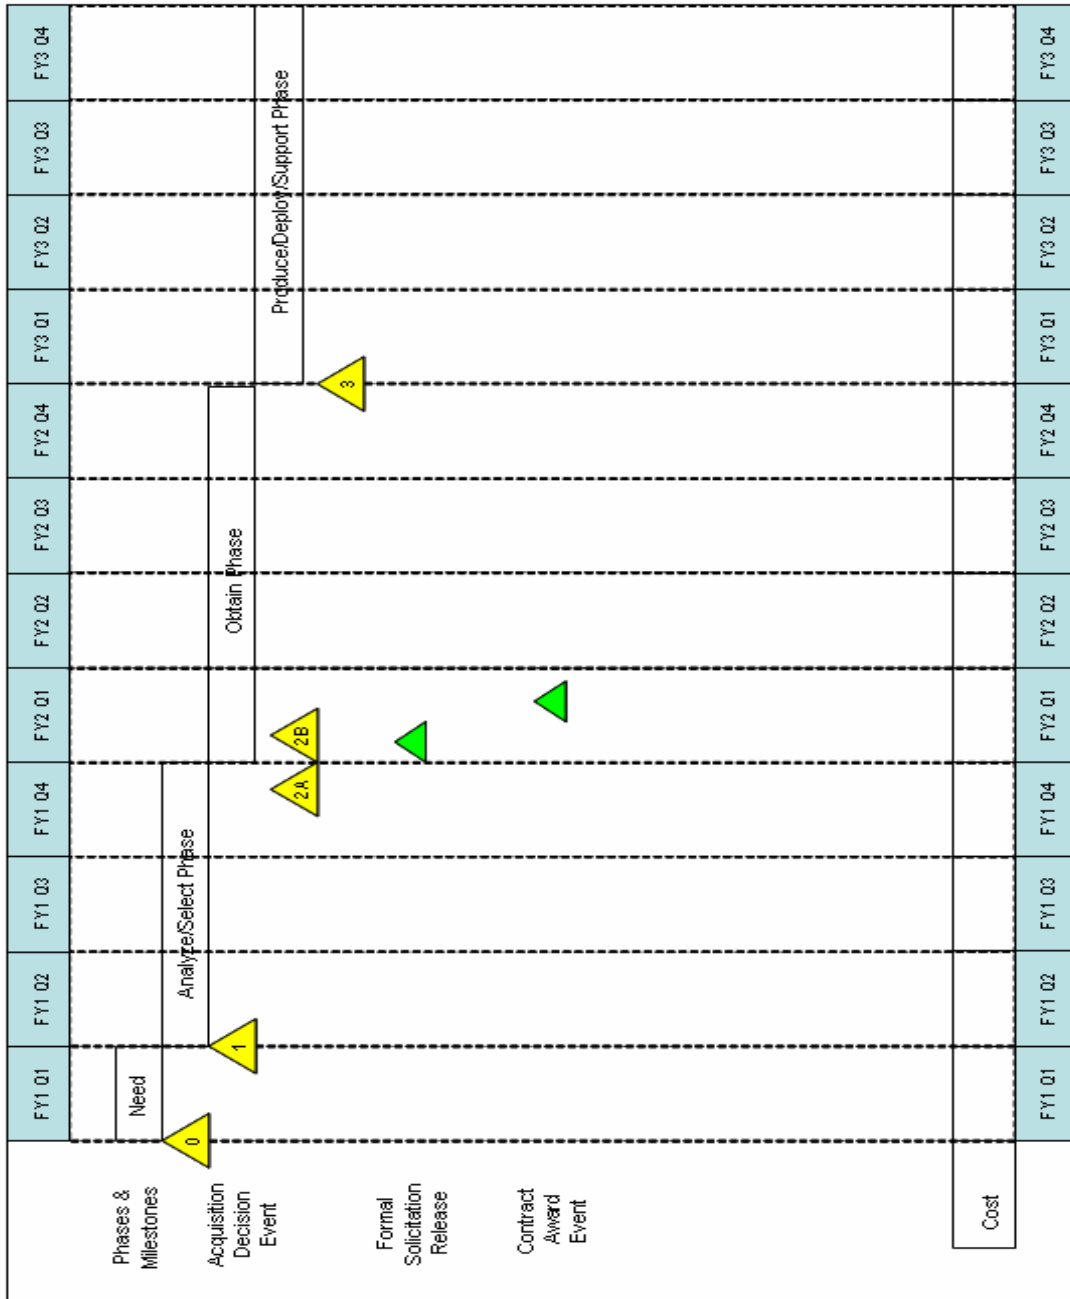 FY1 Q1
FY1 Q2
FY1 Q3
FY1 Q4
FY2 Q1
FY2 Q2
FY2 Q3
FY2 Q4
FY3 Q1
FY3 Q2
FY3 Q3
FY3 Q4
Phases &
Milestones
Need
Analyze/Select Phase
Obtain Phase
Produce/Deploy/Support Phase
Acquisition
Decision
Event
0
1
2A
2B
3
Formal
Solicitation
Release
Contract
Award
Event
Cost
FY1 Q1
FY1 Q2
FY1 Q3
FY1 Q4
FY2 Q1
FY2 Q2
FY2 Q3
FY2 Q4
FY3 Q1
FY3 Q2
FY3 Q3
FY3 Q4